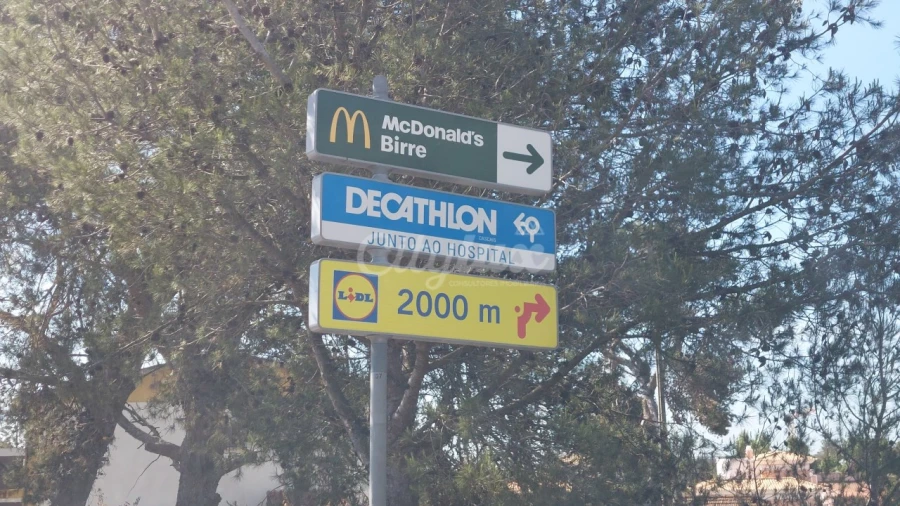 McDonald's
Birre
DECATHLON
JUNTO AO HOSPITAL
LIDL
2000 m